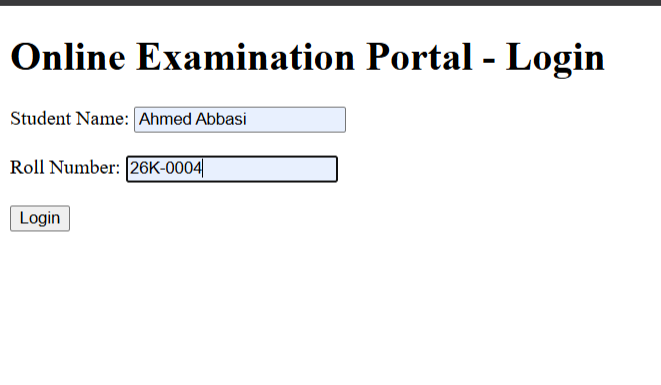 Online Examination Portal - Login
Student Name: Ahmed Abbasi
Roll Number: 26K-0004
Login